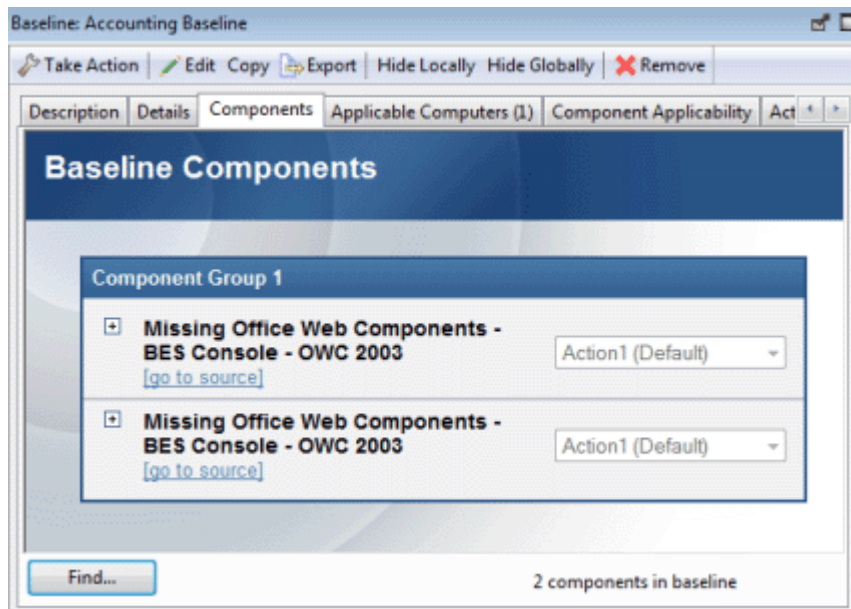 Baseline: Accounting Baseline
Take Action Edit Copy Export Hide Locally Hide Globally Remove
Description Details Components Applicable Computers (1) Component Applicability Act
Baseline Components
Component Group 1
Missing Office Web Components -
BES Console - OWC 2003
Action1 (Default)
[go to source]
Missing Office Web Components -
BES Console - OWC 2003
Action1 (Default)
[go to source]
Find...
2 components in baseline